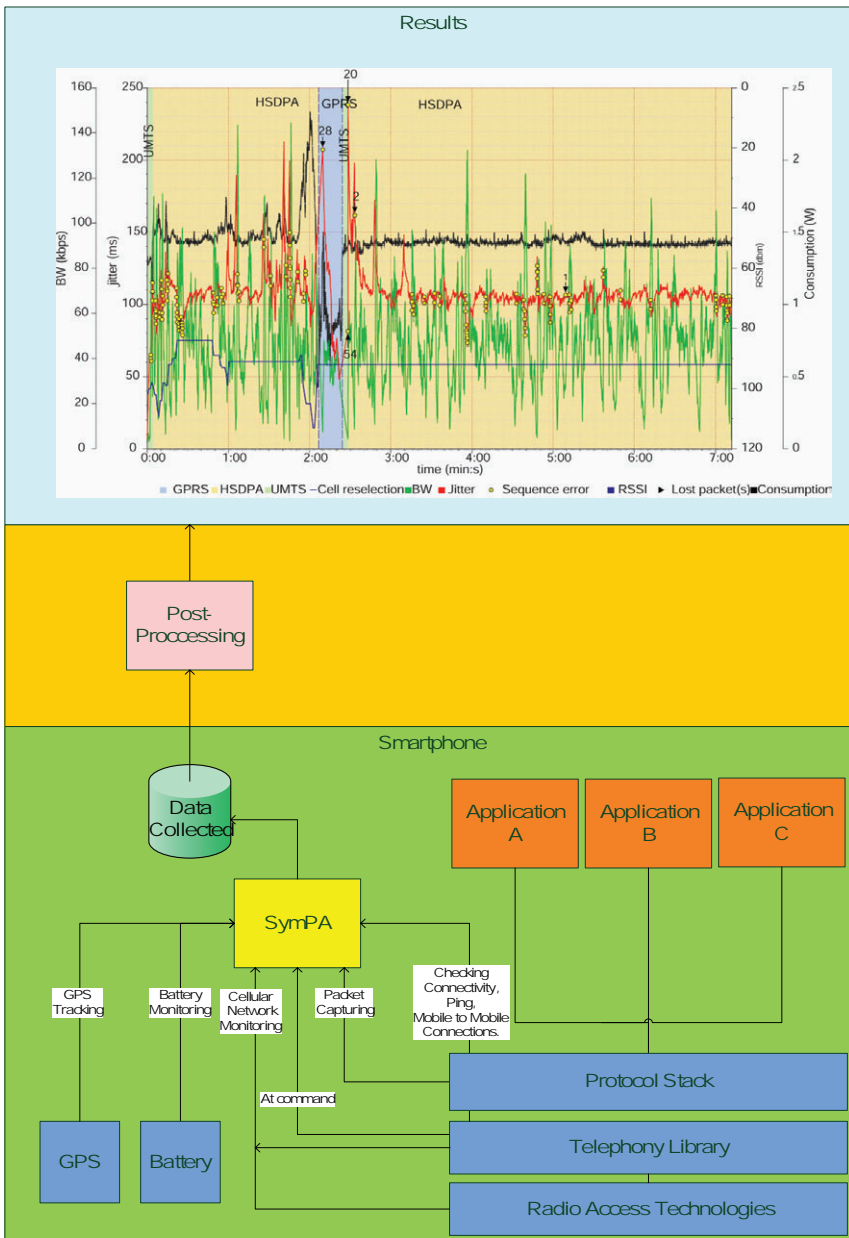 Results
20
160
250
0
2.5
HSDPA
GPRS
HSDPA
140
UMTS
28
UMTS
20
200
2
120
2
100
150
40
1.5
BW (kbps)
jitter (ms)
RSSI (dbm)
Consumption (W)
80
1
60
60
100
80
1
54
40
50
100
0.5
20
0
0
120
0
0:00
1:00
2:00
3:00
4:00
5:00
6:00
7:00
time (min:s)
GPRS HSDPA UMTS –Cell reselection BW Jitter Sequence error RSSI Lost packet(s) Consumption
Post-
Proccessing
Smartphone
Data
Collected
Application
A
Application
B
Application
C
SymPA
GPS
Tracking
Battery
Monitoring
Cellular
Network
Monitoring
Packet
Capturing
Checking
Connectivity,
Ping,
Mobile to Mobile
Connections.
At command
Protocol Stack
GPS
Battery
Telephony Library
Radio Access Technologies